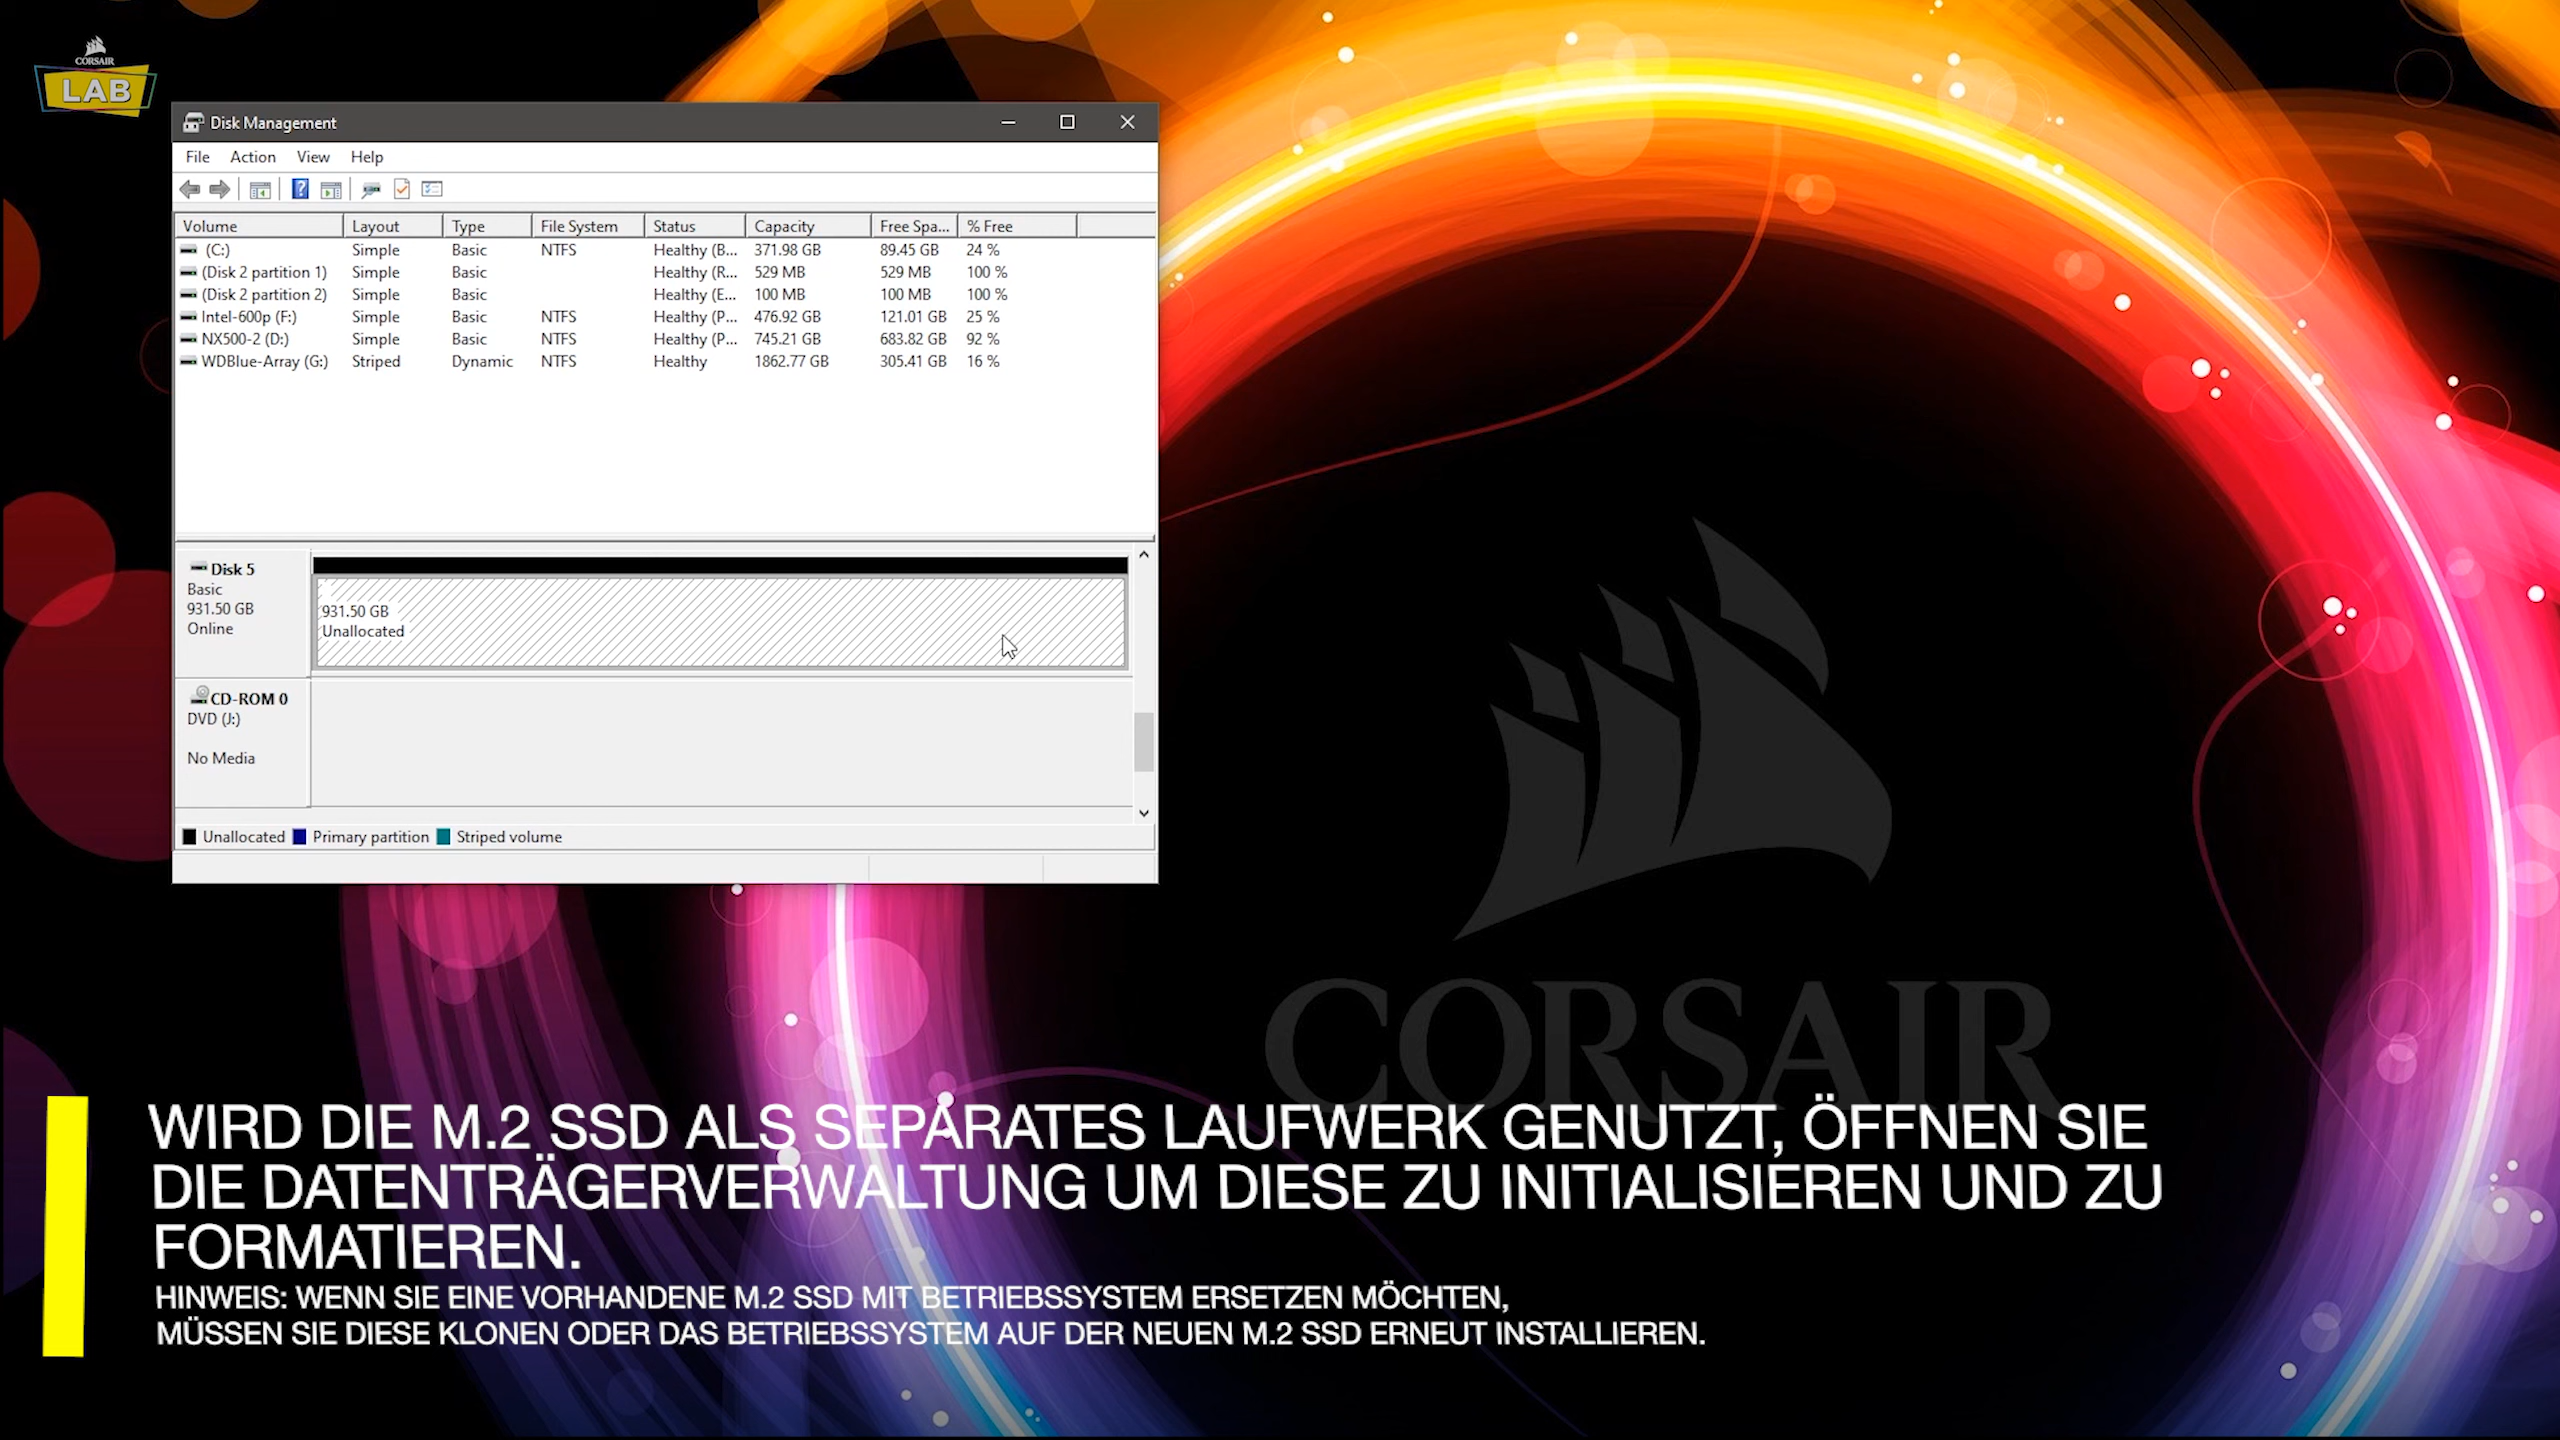 CORSAIR
LAB
Disk Management
File Action View Help
Volume Layout Type File System Status Capacity Free Spa... % Free
(C:) Simple Basic NTFS Healthy (B... 371.98 GB 89.45 GB 24 %
(Disk 2 partition 1) Simple Basic Healthy (R... 529 MB 529 MB 100 %
(Disk 2 partition 2) Simple Basic Healthy (E... 100 MB 100 MB 100 %
Intel-600p (F:) Simple Basic NTFS Healthy (P... 476.92 GB 121.01 GB 25 %
NX500-2 (D:) Simple Basic NTFS Healthy (P... 745.21 GB 683.82 GB 92 %
WDBlue-Array (G:) Striped Dynamic NTFS Healthy 1862.77 GB 305.41 GB 16 %
Disk 5
Basic
931.50 GB
Online
931.50 GB
Unallocated
CD-ROM 0
DVD (J:)
No Media
Unallocated Primary partition Striped volume
CORSAIR
WIRD DIE M.2 SSD ALS SEPARATES LAUFWERK GENUTZT, ÖFFNEN SIE
DIE DATENTRÄGERVERWALTUNG UM DIESE ZU INITIALISIEREN UND ZU
FORMATIEREN.
HINWEIS: WENN SIE EINE VORHANDENE M.2 SSD MIT BETRIEBSSYSTEM ERSETZEN MÖCHTEN,
MÜSSEN SIE DIESE KLONEN ODER DAS BETRIEBSSYSTEM AUF DER NEUEN M.2 SSD ERNEUT INSTALLIEREN.